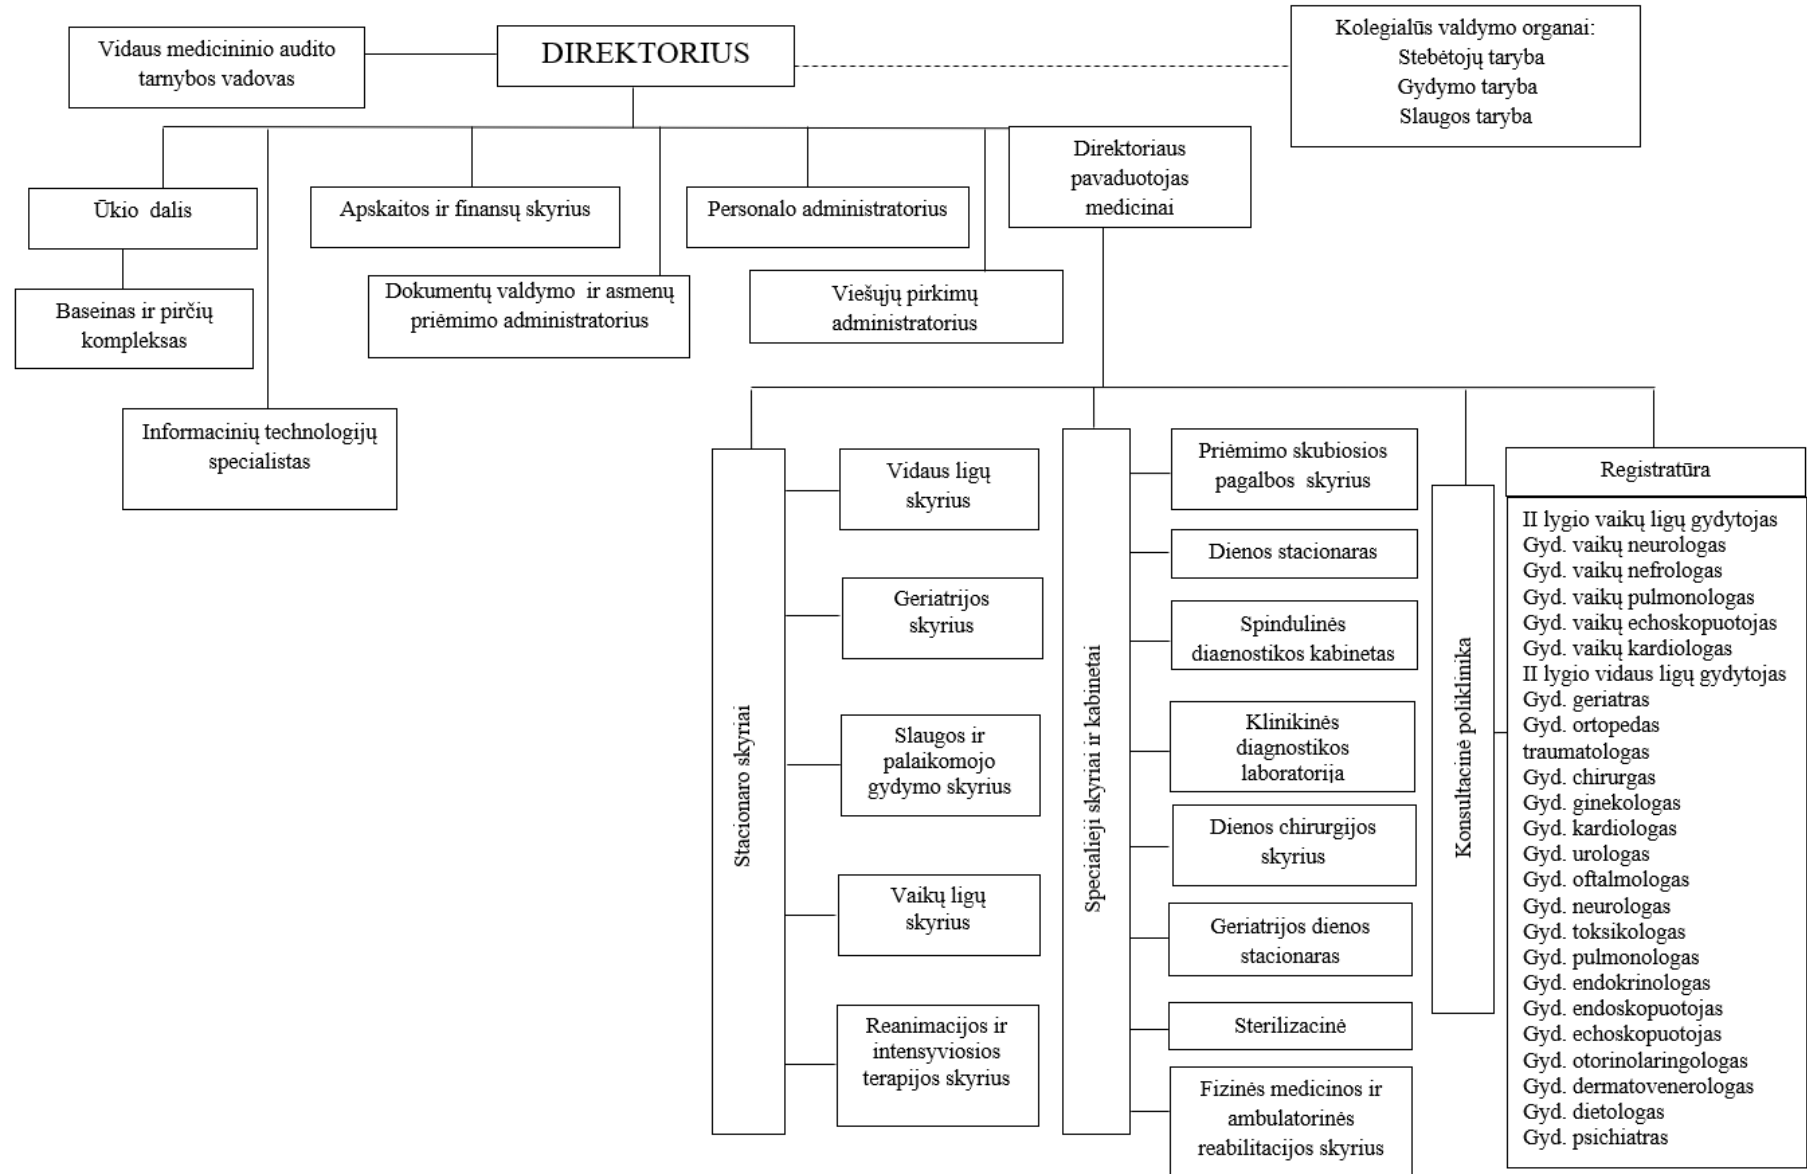 Vidaus medicininio audito
tarnybos vadovas
DIREKTORIUS
Kolegialūs valdymo organai:
Stebėtojų taryba
Gydymo taryba
Slaugos taryba
Direktoriaus
pavaduotojas
medicinai
Ūkio dalis
Apskaitos ir finansų skyrius
Personalo administratorius
Baseinas ir pirčių
kompleksas
Dokumentų valdymo ir asmenų
priėmimo administratorius
Viešųjų pirkimų
administratorius
Informacinių technologijų
specialistas
Stacionaro skyriai
Vidaus ligų
skyrius
Geriatrijos
skyrius
Slaugos ir
palaikomojo
gydymo skyrius
Vaikų ligų
skyrius
Reanimacijos ir
intensyviosios
terapijos skyrius
Specialieji skyriai ir kabinetai
Priėmimo skubiosios
pagalbos skyrius
Dienos stacionaras
Spindulinės
diagnostikos kabinetas
Klinikinės
diagnostikos
laboratorija
Dienos chirurgijos
skyrius
Geriatrijos dienos
stacionaras
Sterilizacinė
Fizinės medicinos ir
ambulatorinės
reabilitacijos skyrius
Konsultacinė poliklinika
Registratūra
II lygio vaikų ligų gydytojas
Gyd. vaikų neurologas
Gyd. vaikų nefrologas
Gyd. vaikų pulmonologas
Gyd. vaikų echoskopuotojas
Gyd. vaikų kardiologas
II lygio vidaus ligų gydytojas
Gyd. geriatras
Gyd. ortopedas
traumatologas
Gyd. chirurgas
Gyd. ginekologas
Gyd. kardiologas
Gyd. urologas
Gyd. oftalmologas
Gyd. neurologas
Gyd. toksikologas
Gyd. pulmonologas
Gyd. endokrinologas
Gyd. endoskopuotojas
Gyd. echoskopuotojas
Gyd. otorinolaringologas
Gyd. dermatovenerologas
Gyd. dietologas
Gyd. psichiatras